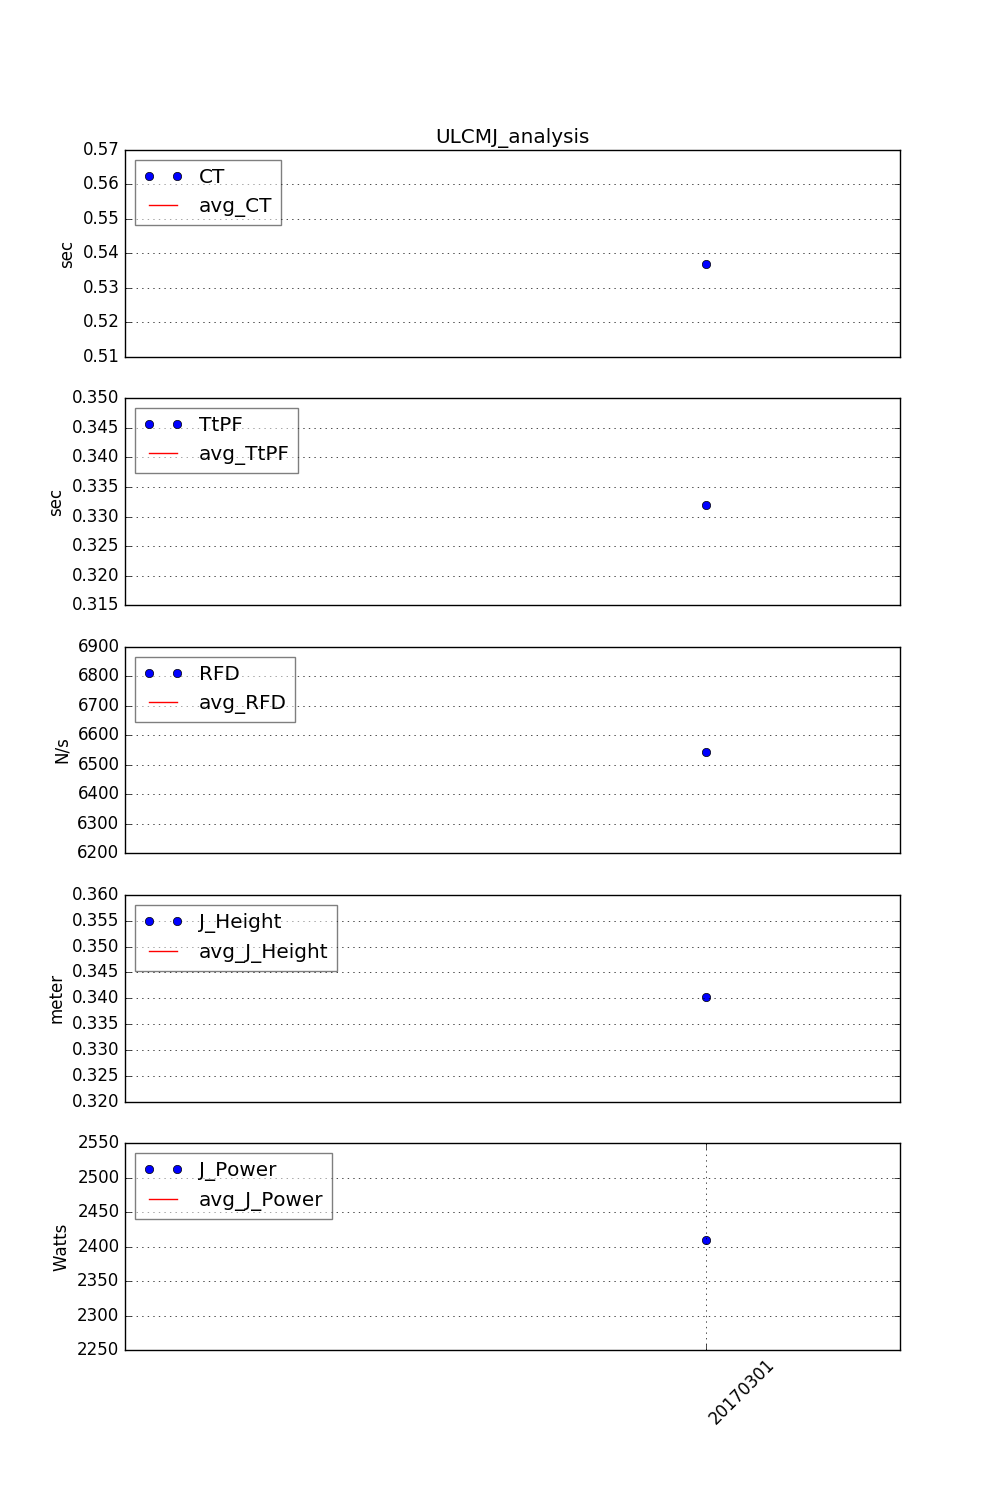 ULCMJ_analysis
0.57
0.56
0.55
0.54
0.53
0.52
0.51
sec
CT
avg_CT
0.350
0.345
0.340
0.335
0.330
0.325
0.320
0.315
sec
TtPF
avg_TtPF
6900
6800
6700
6600
6500
6400
6300
6200
N/s
RFD
avg_RFD
0.360
0.355
0.350
0.345
0.340
0.335
0.330
0.325
0.320
meter
J_Height
avg_J_Height
2550
2500
2450
2400
2350
2300
2250
Watts
J_Power
avg_J_Power
20170301